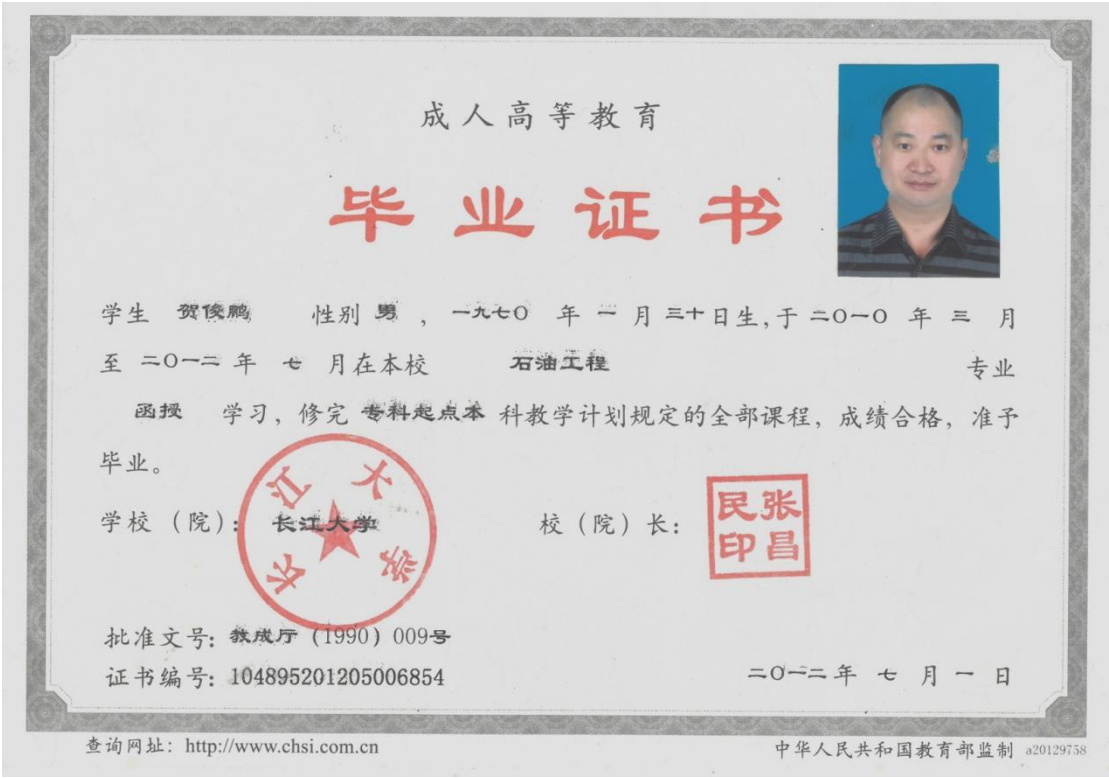 成人高等教育
毕业证书
学生 贺俊鹏 性别 男 ，一九七〇 年 一 月 三十日生，于 二〇一〇 年 三 月
至 二〇一二 年 七 月在本校 石油工程 专业
函授 学习，修完 专科起点本 科教学计划规定的全部课程，成绩合格，准予
毕业。
学校（院）：长江大学 校（院）长：
长江大学
张昌民印
批准文号：教成厅（1990）009号
证书编号：104895201205006854 二〇一二年 七 月 一 日
查询网址：http://www.chsi.com.cn 中华人民共和国教育部监制 a20129758